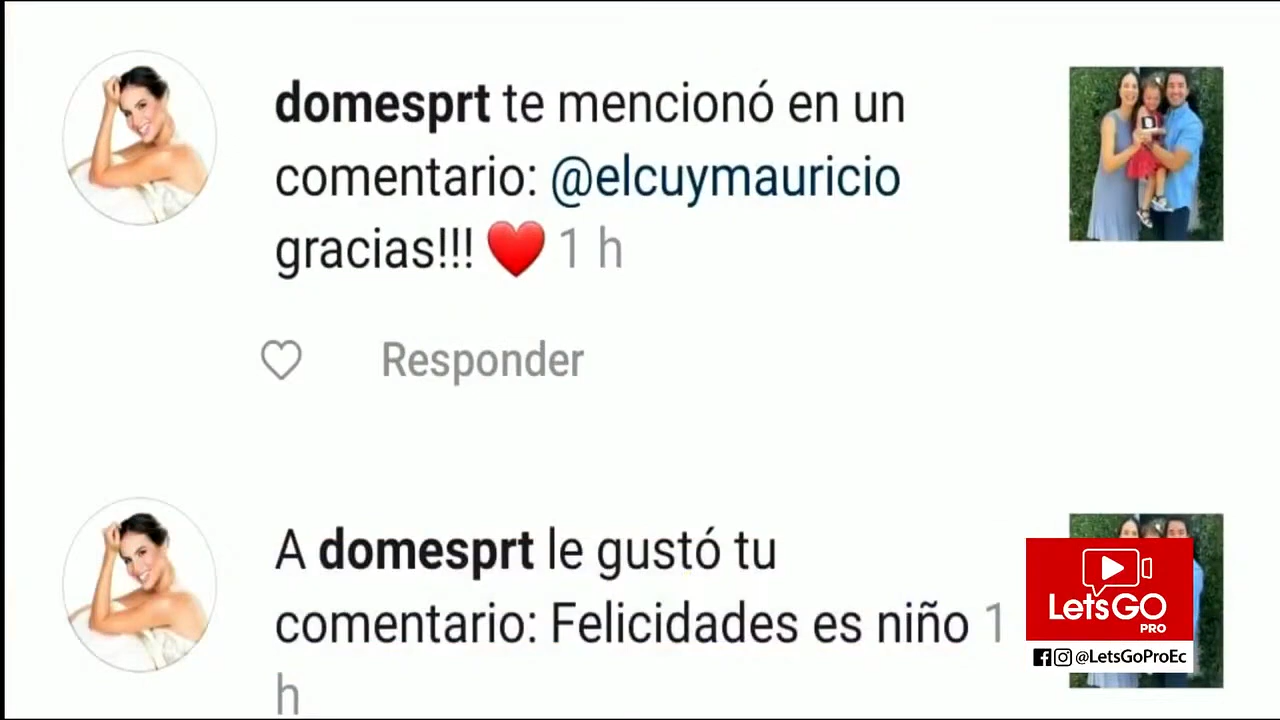 domesprt te mencionó en un
comentario: @elcuymauricio
gracias!!! ❤️ 1 h
Responder
A domesprt le gustó tu
comentario: Felicidades es niño 1
h
LetsGO
PRO
@LetsGoProEc